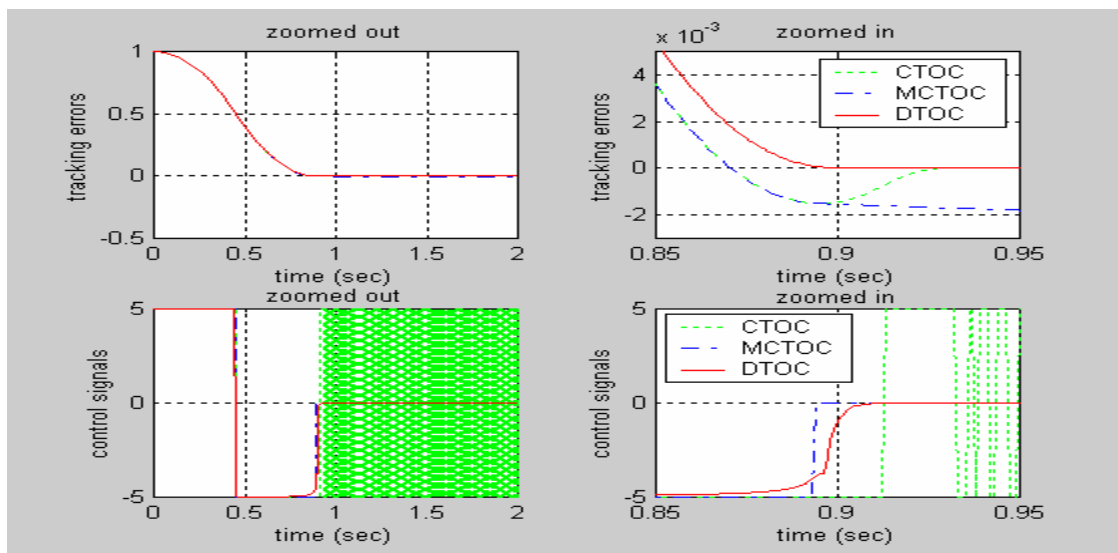 zoomed out
1
0.5
0
-0.5
tracking errors
0 0.5 1 1.5 2
time (sec)
x 10^-3
zoomed in
4
2
0
-2
tracking errors
CTOC
MCTOC
DTOC
0.85 0.9 0.95
time (sec)
zoomed out
5
0
-5
control signals
0 0.5 1 1.5 2
time (sec)
zoomed in
5
0
-5
control signals
CTOC
MCTOC
DTOC
0.85 0.9 0.95
time (sec)